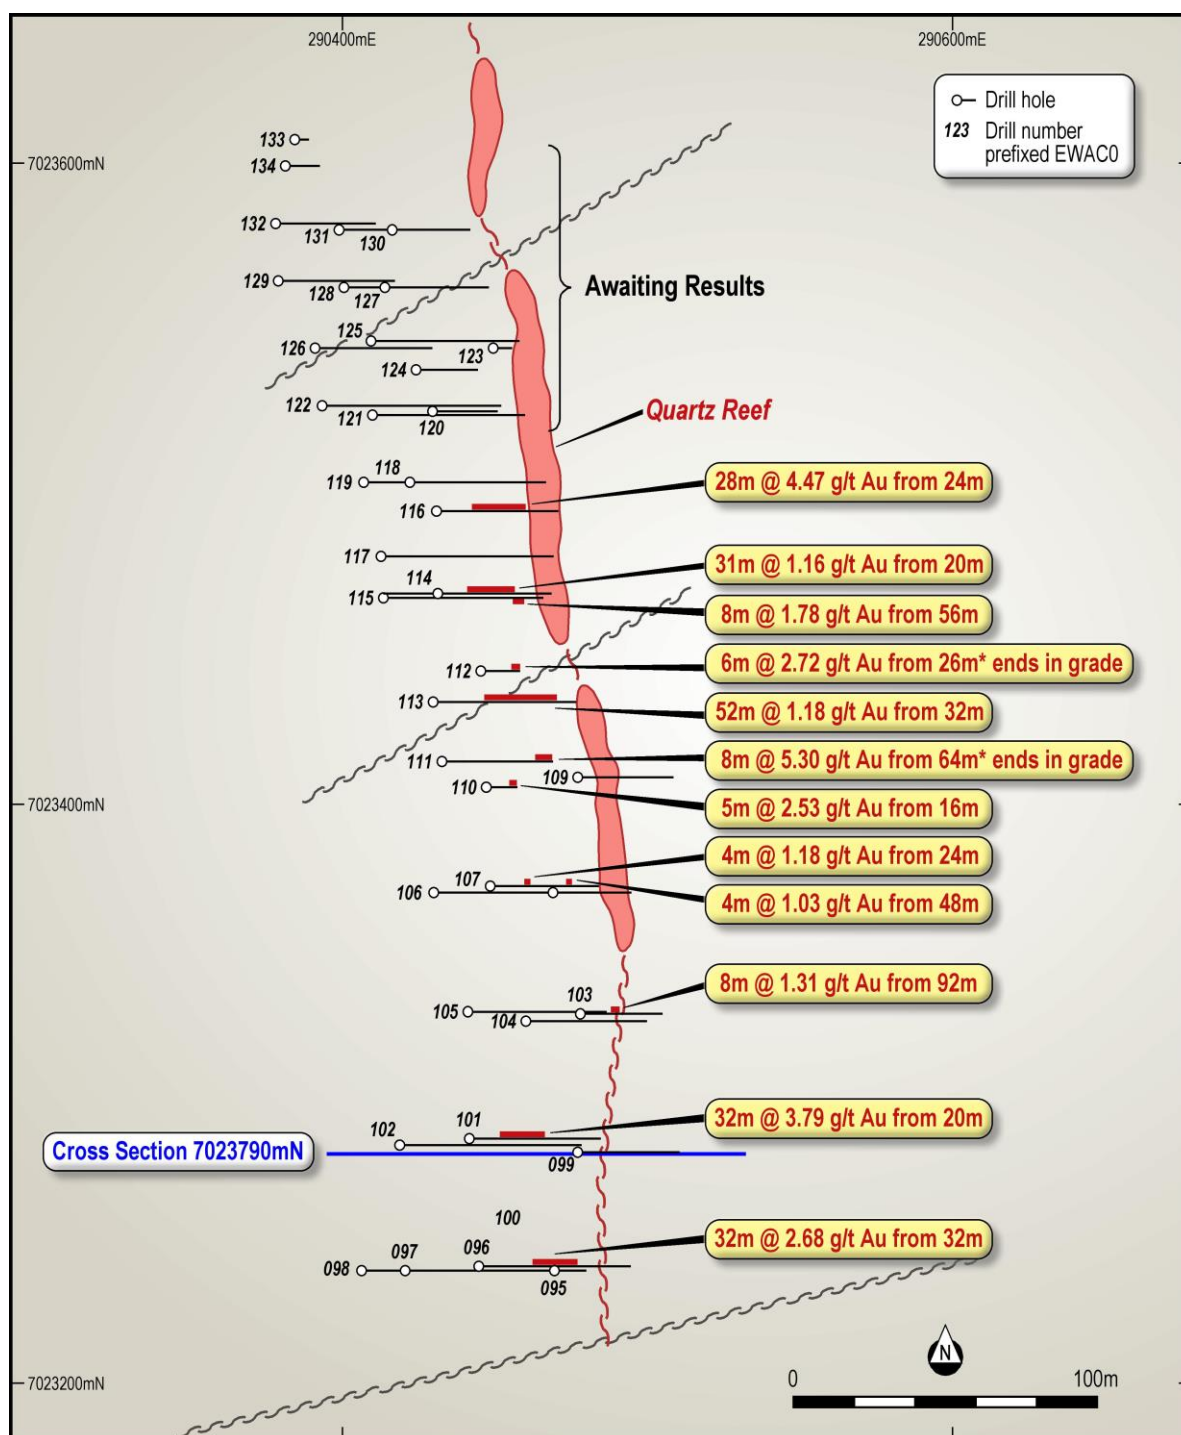 290400mE
290600mE
Drill hole
123 Drill number
prefixed EWAC0
133
7023600mN
134
132
131
130
129
128
127
Awaiting Results
125
126
123
124
122
121
120
Quartz Reef
118
119
28m @ 4.47 g/t Au from 24m
116
117
31m @ 1.16 g/t Au from 20m
114
115
8m @ 1.78 g/t Au from 56m
6m @ 2.72 g/t Au from 26m* ends in grade
112
113
52m @ 1.18 g/t Au from 32m
8m @ 5.30 g/t Au from 64m* ends in grade
111
109
110
7023400mN
5m @ 2.53 g/t Au from 16m
4m @ 1.18 g/t Au from 24m
107
106
4m @ 1.03 g/t Au from 48m
8m @ 1.31 g/t Au from 92m
103
105
104
32m @ 3.79 g/t Au from 20m
101
102
Cross Section 7023790mN
099
100
32m @ 2.68 g/t Au from 32m
096
097
098
095
N
7023200mN
0
100m